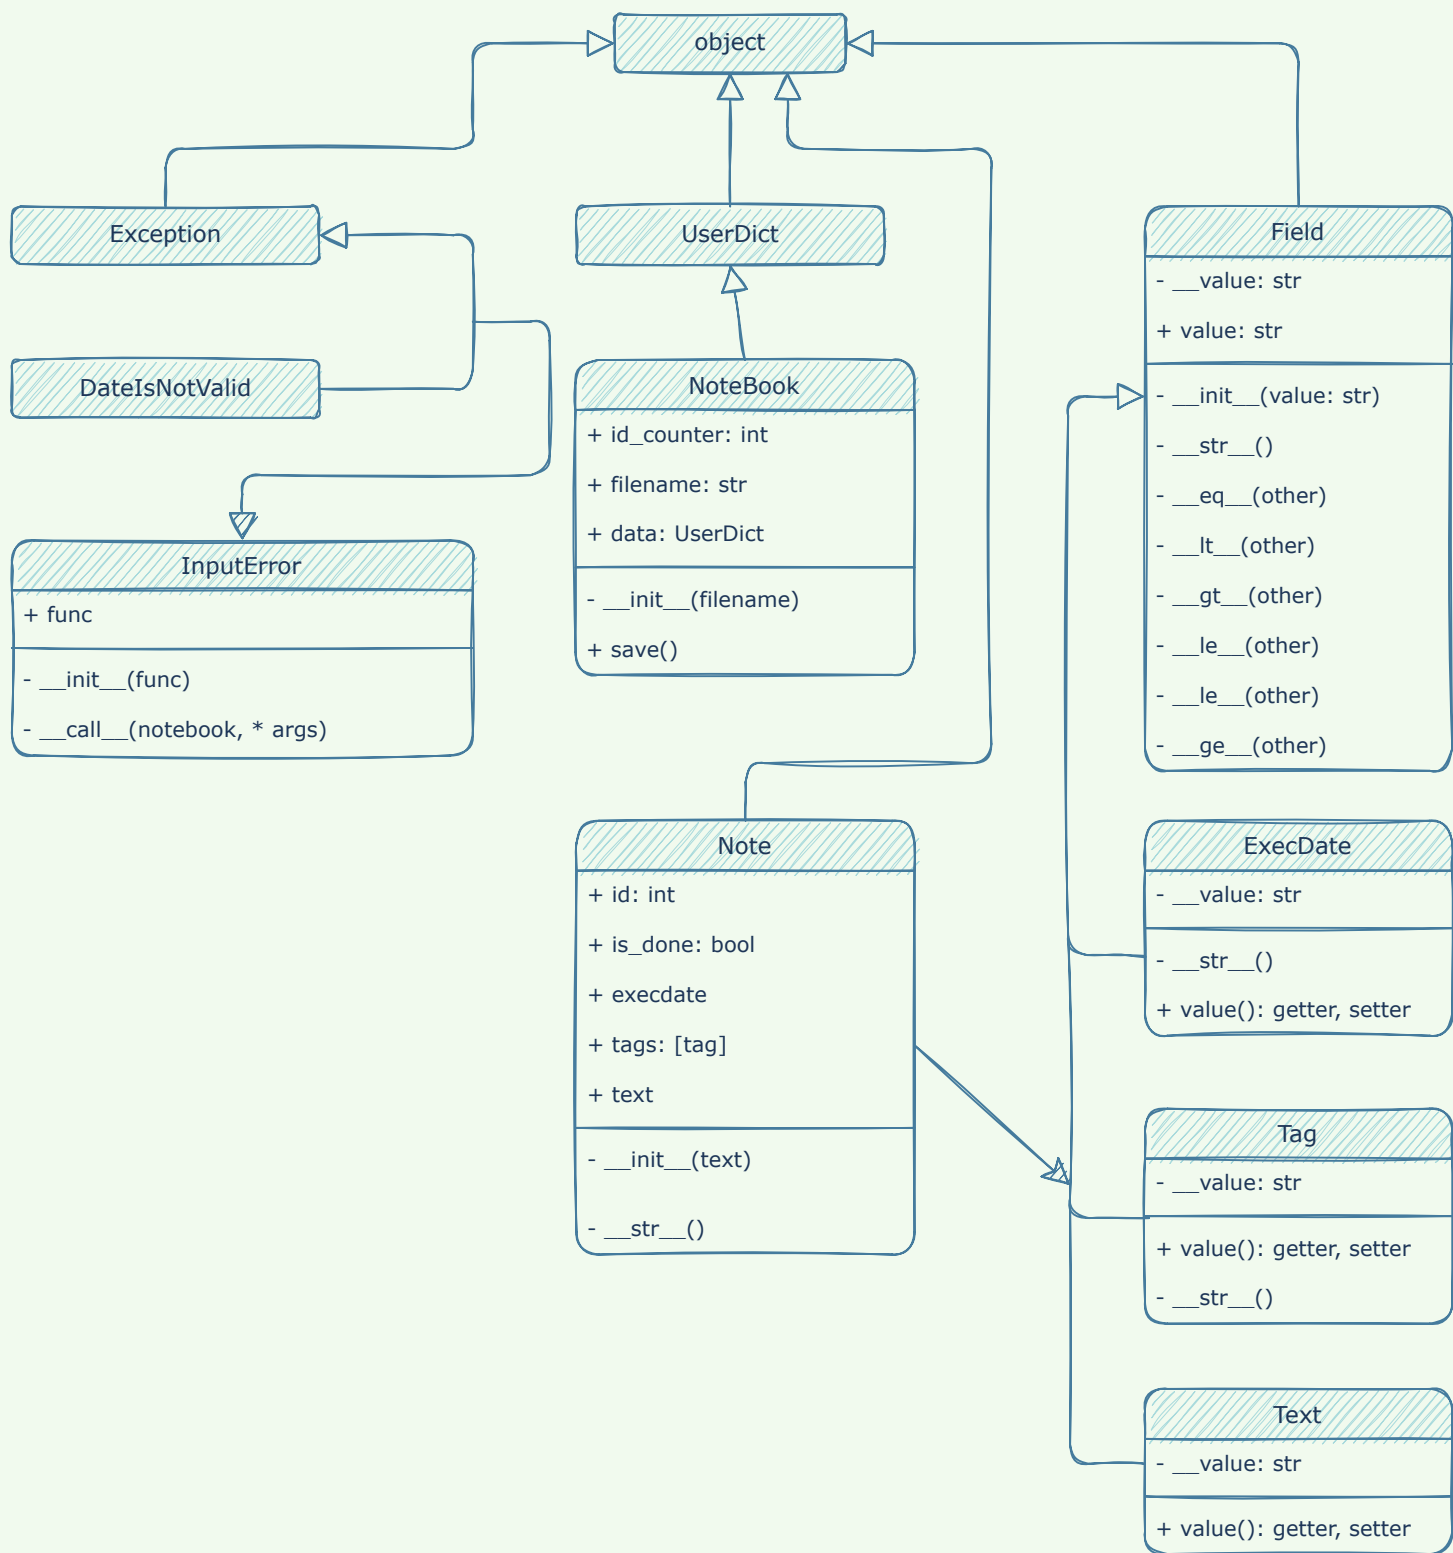 object
Exception
UserDict
Field
- __value: str
+ value: str
- __init__(value: str)
- __str__()
- __eq__(other)
- __lt__(other)
- __gt__(other)
- __le__(other)
- __le__(other)
- __ge__(other)
DateIsNotValid
NoteBook
+ id_counter: int
+ filename: str
+ data: UserDict
- __init__(filename)
+ save()
InputError
+ func
- __init__(func)
- __call__(notebook, * args)
Note
+ id: int
+ is_done: bool
+ execdate
+ tags: [tag]
+ text
- __init__(text)
- __str__()
ExecDate
- __value: str
- __str__()
+ value(): getter, setter
Tag
- __value: str
+ value(): getter, setter
- __str__()
Text
- __value: str
+ value(): getter, setter